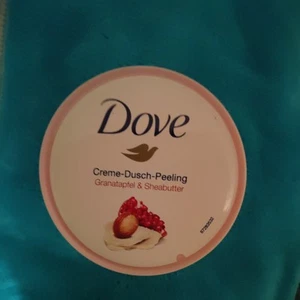 Dove
Creme-Dusch-Peeling
Granatapfel & Sheabutter